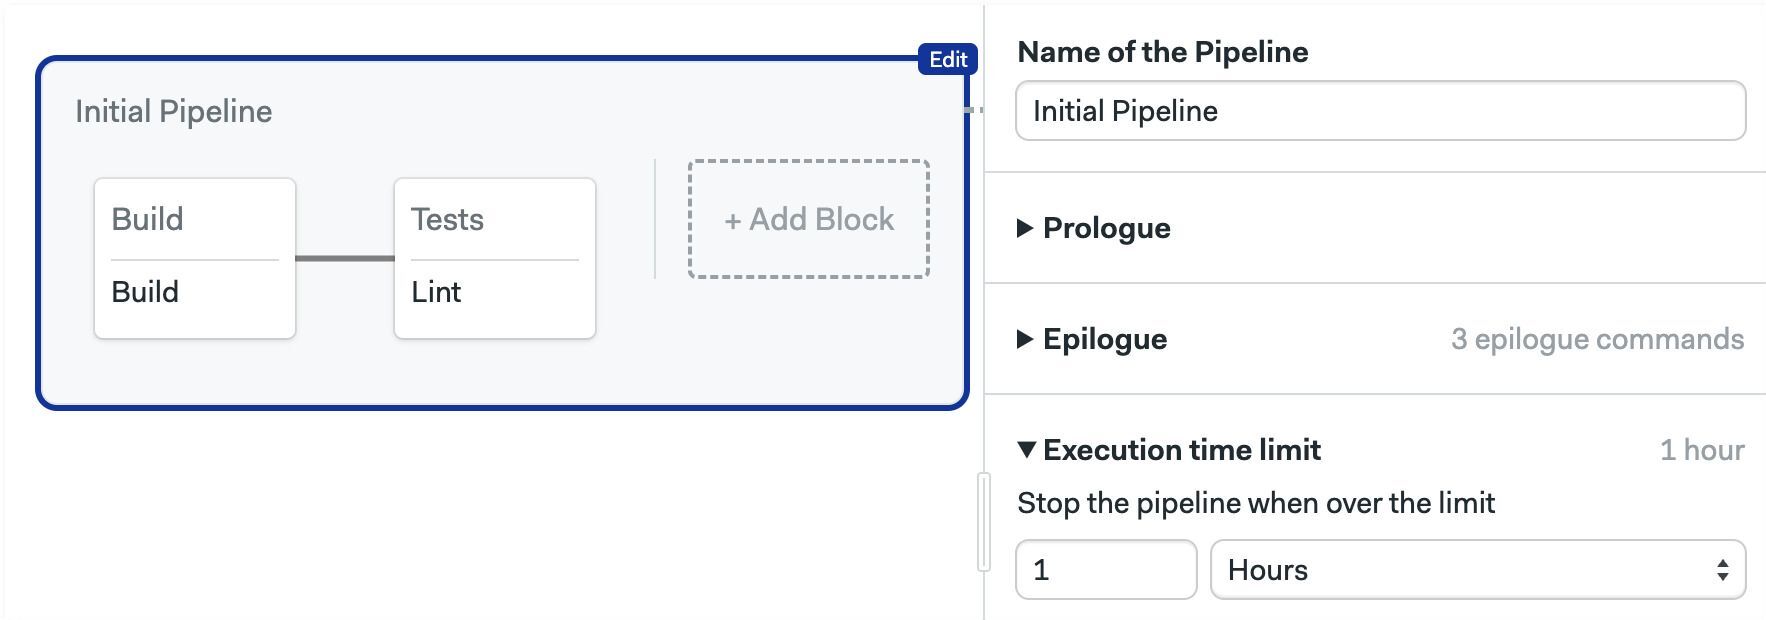 Edit
Initial Pipeline
Build
Build
Tests
Lint
+ Add Block
Name of the Pipeline
Initial Pipeline
Prologue
Epilogue 3 epilogue commands
Execution time limit 1 hour
Stop the pipeline when over the limit
1 Hours